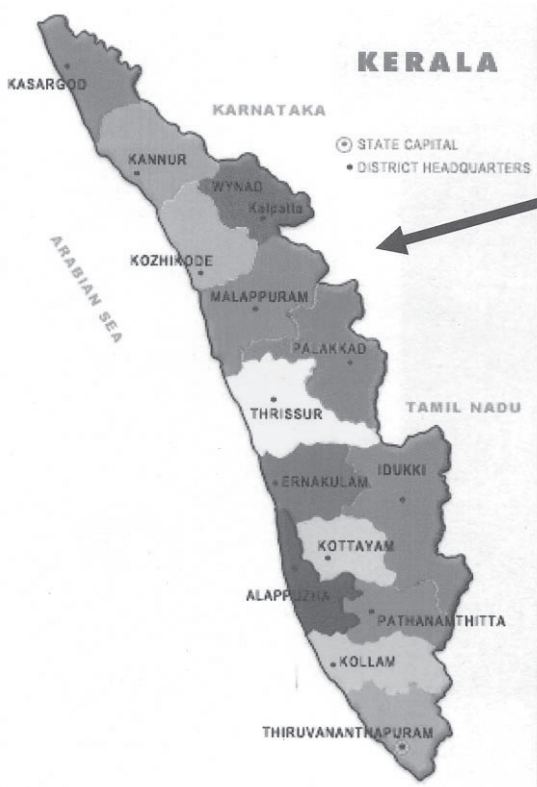 KERALA
KASARGOD
KARNATAKA
STATE CAPITAL
DISTRICT HEADQUARTERS
KANNUR
WYNAD
Kalpatta
ARABIAN SEA
KOZHIKODE
MALAPPURAM
PALAKKAD
THRISSUR
TAMIL NADU
ERNAKULAM
IDUKKI
KOTTAYAM
ALAPPUZHA
PATHANAMTHITTA
KOLLAM
THIRUVANANTHAPURAM